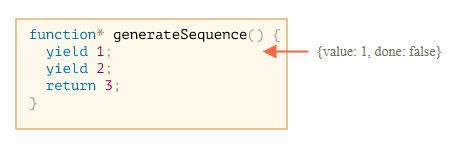 function* generateSequence() {
yield 1;
{value: 1, done: false}
yield 2;
return 3;
}